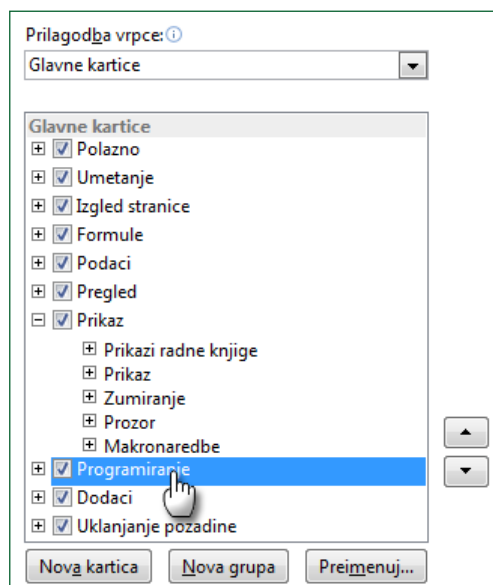 Prilagodba vrpce:
Glavne kartice
Glavne kartice
Polazno
Umetanje
Izgled stranice
Formule
Podaci
Pregled
Prikaz
Prikazi radne knjige
Prikaz
Zumiranje
Prozor
Makronaredbe
Programiranje
Dodaci
Uklanjanje pozadine
Nova kartica Nova grupa Preimenuj...